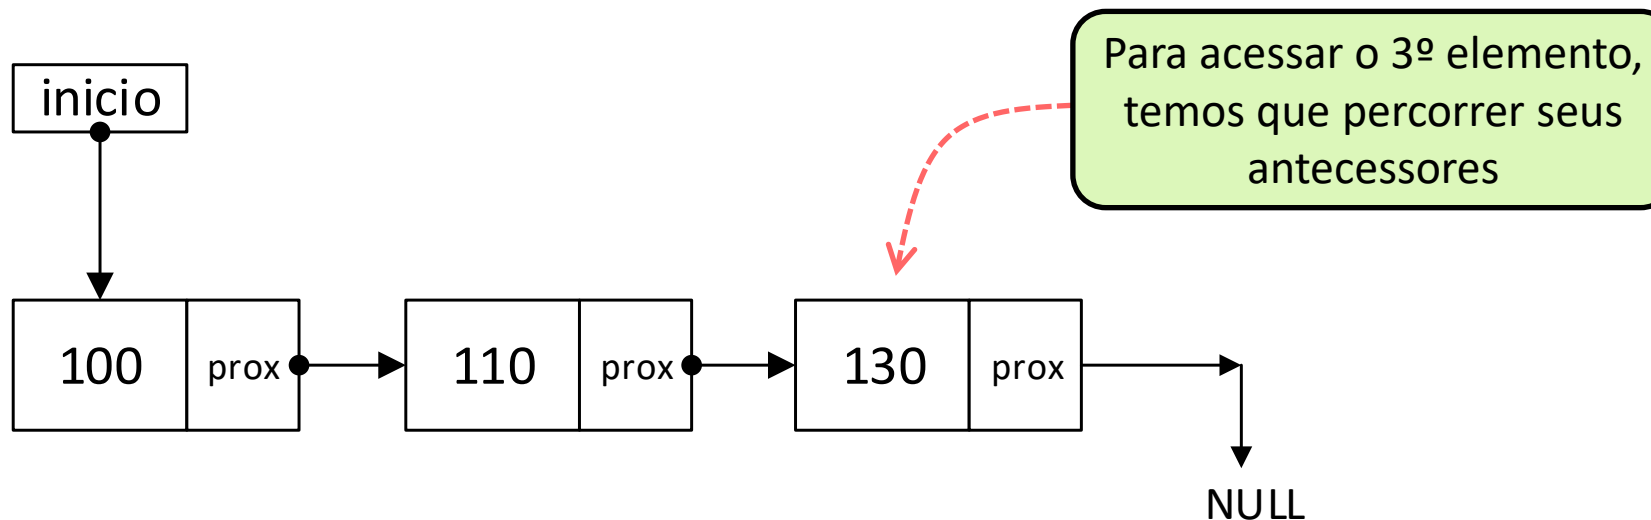 inicio
Para acessar o 3º elemento,
temos que percorrer seus
antecessores
100
prox
110
prox
130
prox
NULL